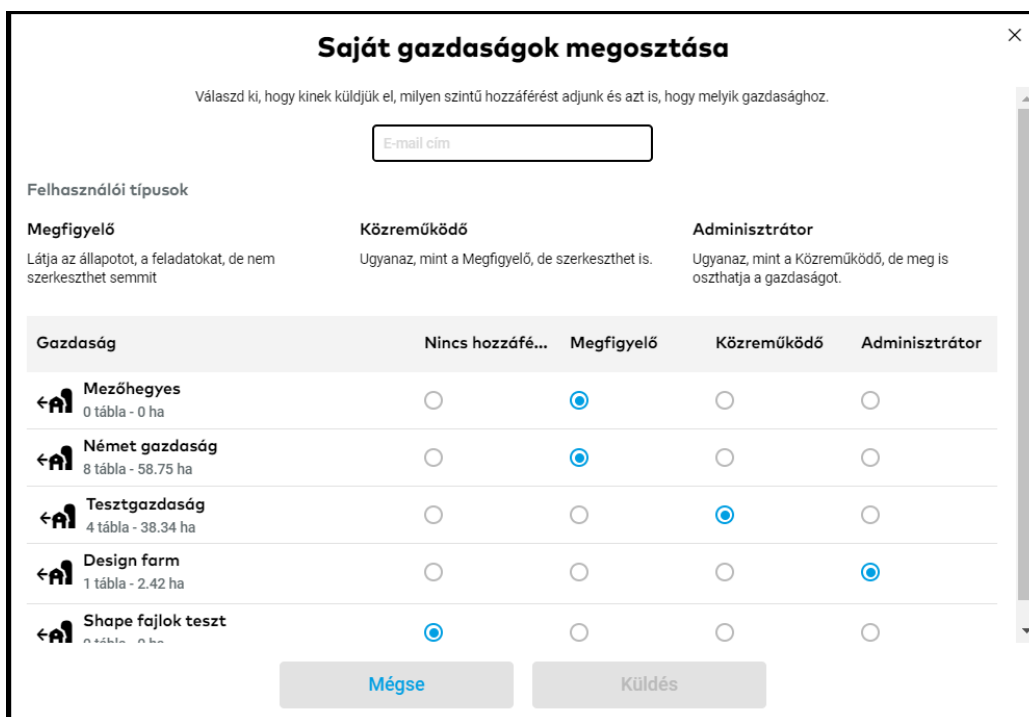 Saját gazdaságok megosztása
Válaszd ki, hogy kinek küldjük el, milyen szintű hozzáférést adjunk és azt is, hogy melyik gazdasághoz.
E-mail cím
Felhasználói típusok
Megfigyelő
Látja az állapotot, a feladatokat, de nem
szerkeszthet semmit
Közreműködő
Ugyanaz, mint a Megfigyelő, de szerkeszthet is.
Adminisztrátor
Ugyanaz, mint a Közreműködő, de meg is
oszthatja a gazdaságot.
Gazdaság Nincs hozzáfé... Megfigyelő Közreműködő Adminisztrátor
Mezőhegyes
0 tábla - 0 ha
Német gazdaság
8 tábla - 58.75 ha
Tesztgazdaság
4 tábla - 38.34 ha
Design farm
1 tábla - 2.42 ha
Shape fajlok teszt
Mégse Küldés